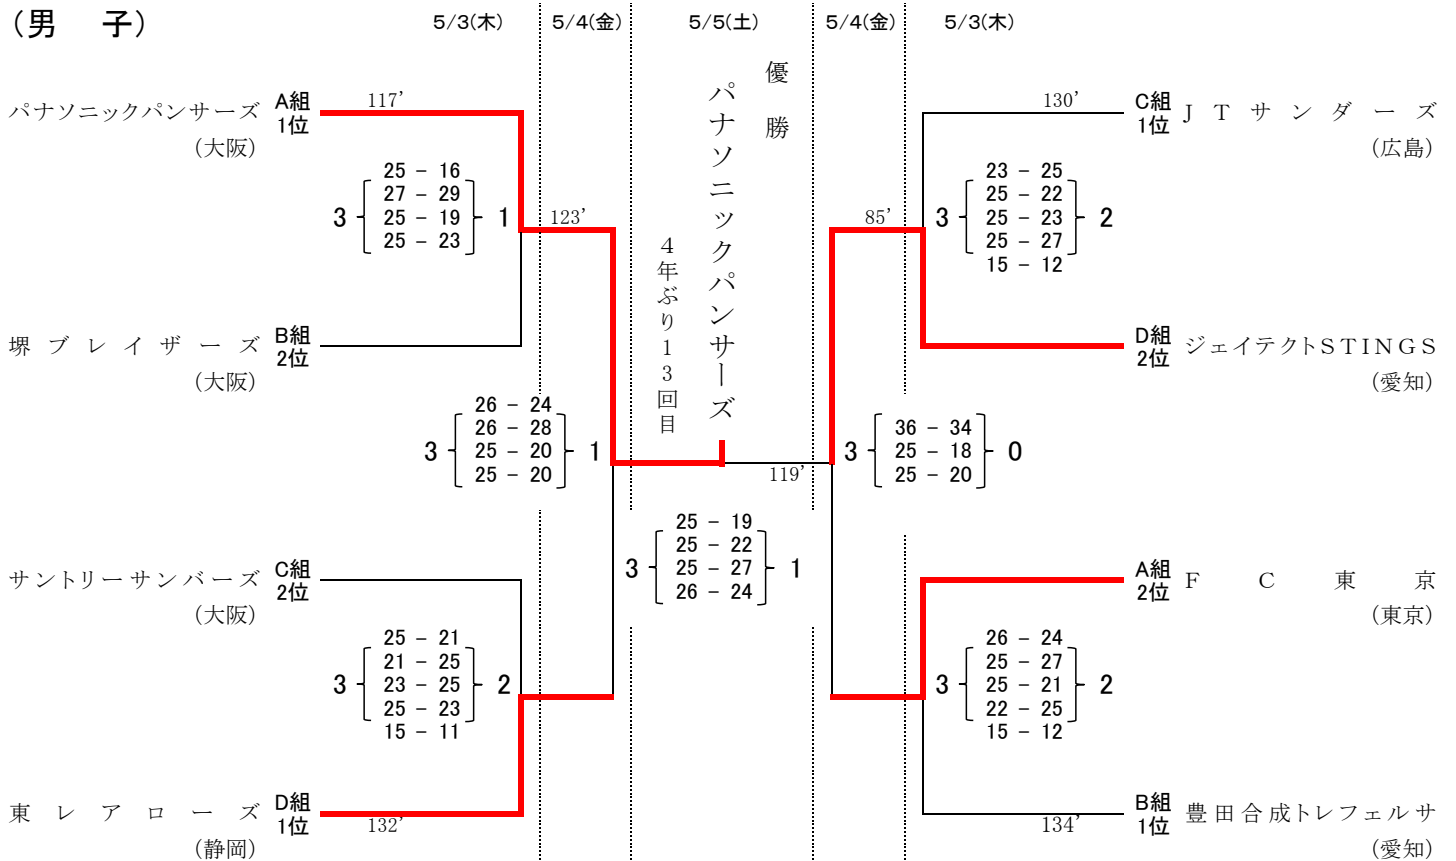 (男 子)
5/3(木) 5/4(金) 5/5(土) 5/4(金) 5/3(木)
優勝
パナソニックパンサーズ
4年ぶり13回目
パナソニックパンサーズ A組 1位
(大阪)
117’
25 − 16
27 − 29
3 25 − 19 1
25 − 23
123’
堺ブレイザーズ B組 2位
(大阪)
26 − 24
26 − 28
3 25 − 20 1
25 − 20
サントリーサンバーズ C組 2位
(大阪)
25 − 21
21 − 25
3 23 − 25 2
25 − 23
15 − 11
東レアローズ D組 1位
(静岡)
132’
119’
25 − 19
25 − 22
3 25 − 27 1
26 − 24
130’
C組 1位 JTサンダーズ
(広島)
23 − 25
25 − 22
3 25 − 23 2
25 − 27
15 − 12
85’
D組 2位 ジェイテクトSTINGS
(愛知)
36 − 34
3 25 − 18 0
25 − 20
A組 2位 FC東京
(東京)
26 − 24
25 − 27
3 25 − 21 2
22 − 25
15 − 12
134’
B組 1位 豊田合成トレフェルサ
(愛知)